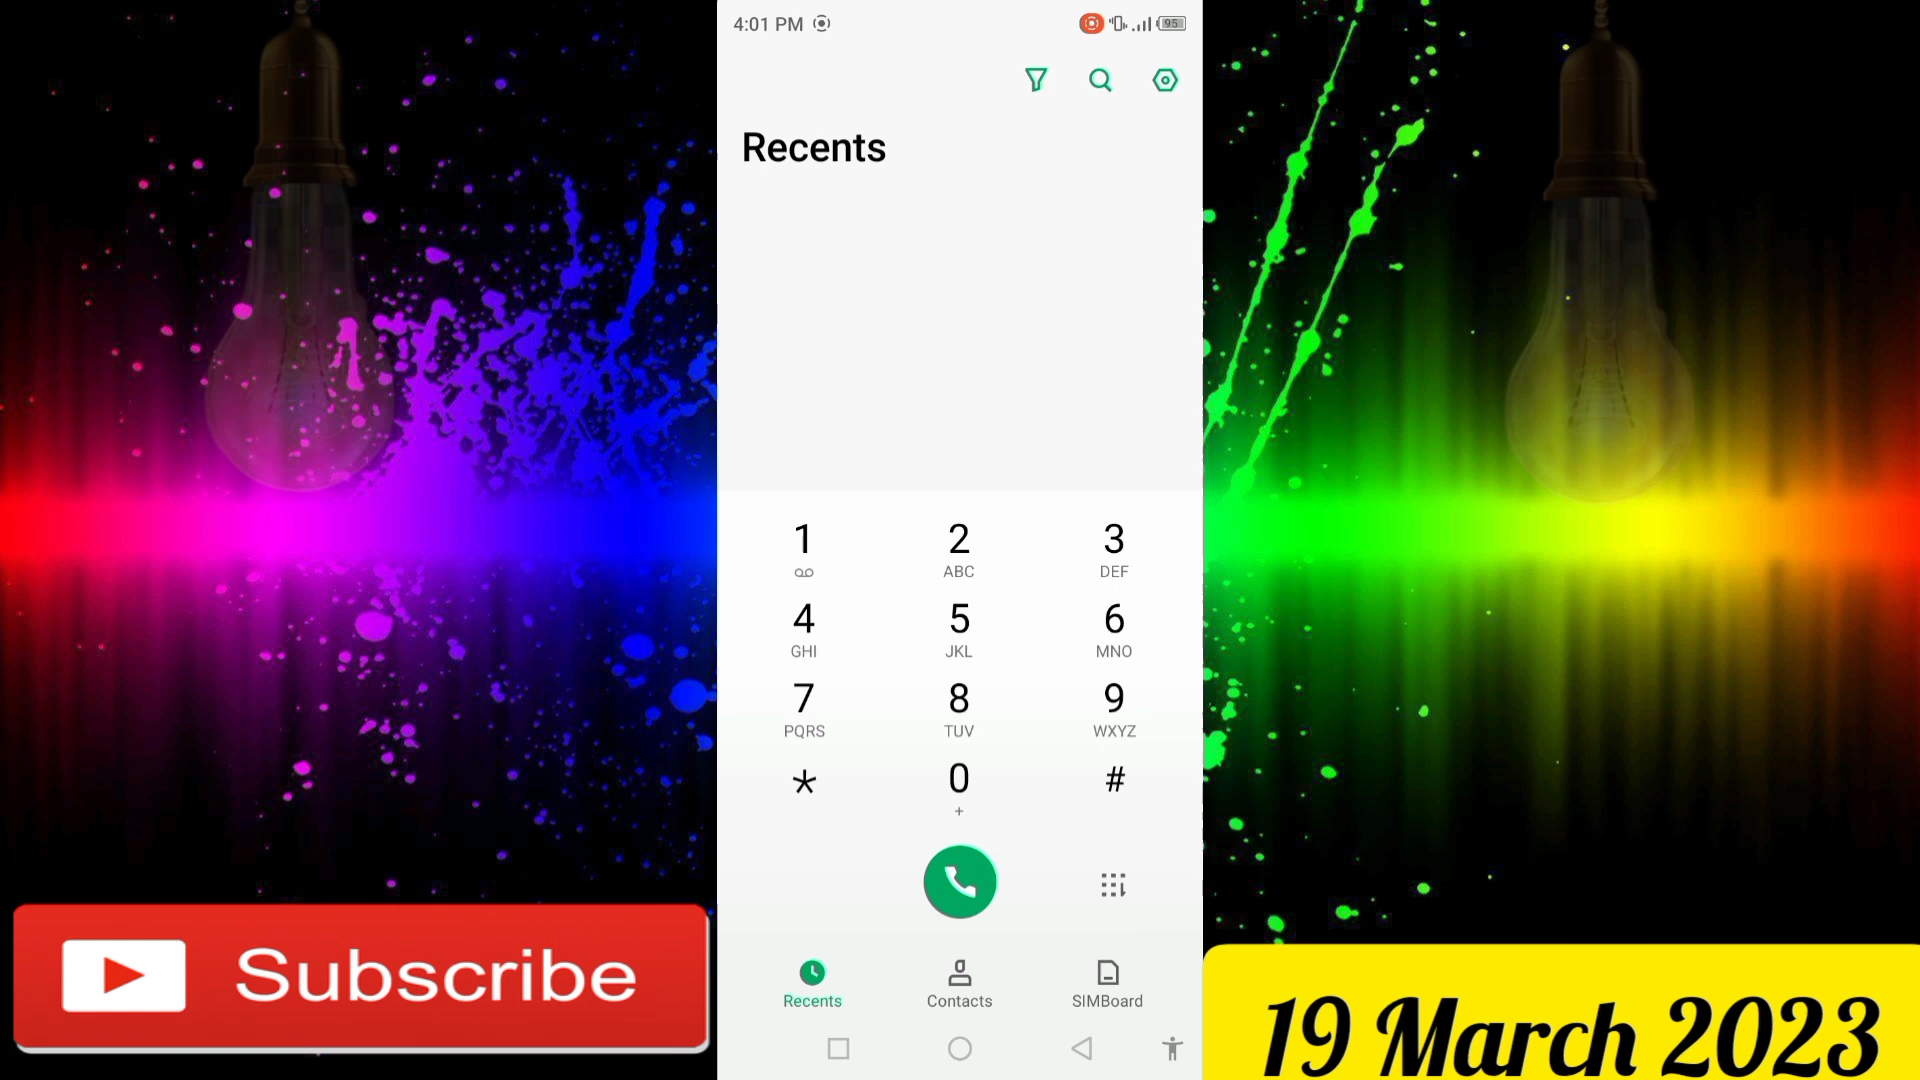 4:01 PM
95
Recents
1
2
ABC
3
DEF
4
GHI
5
JKL
6
MNO
7
PQRS
8
TUV
9
WXYZ
*
0
+
#
Recents
Contacts
SIMBoard
Subscribe
19 March 2023